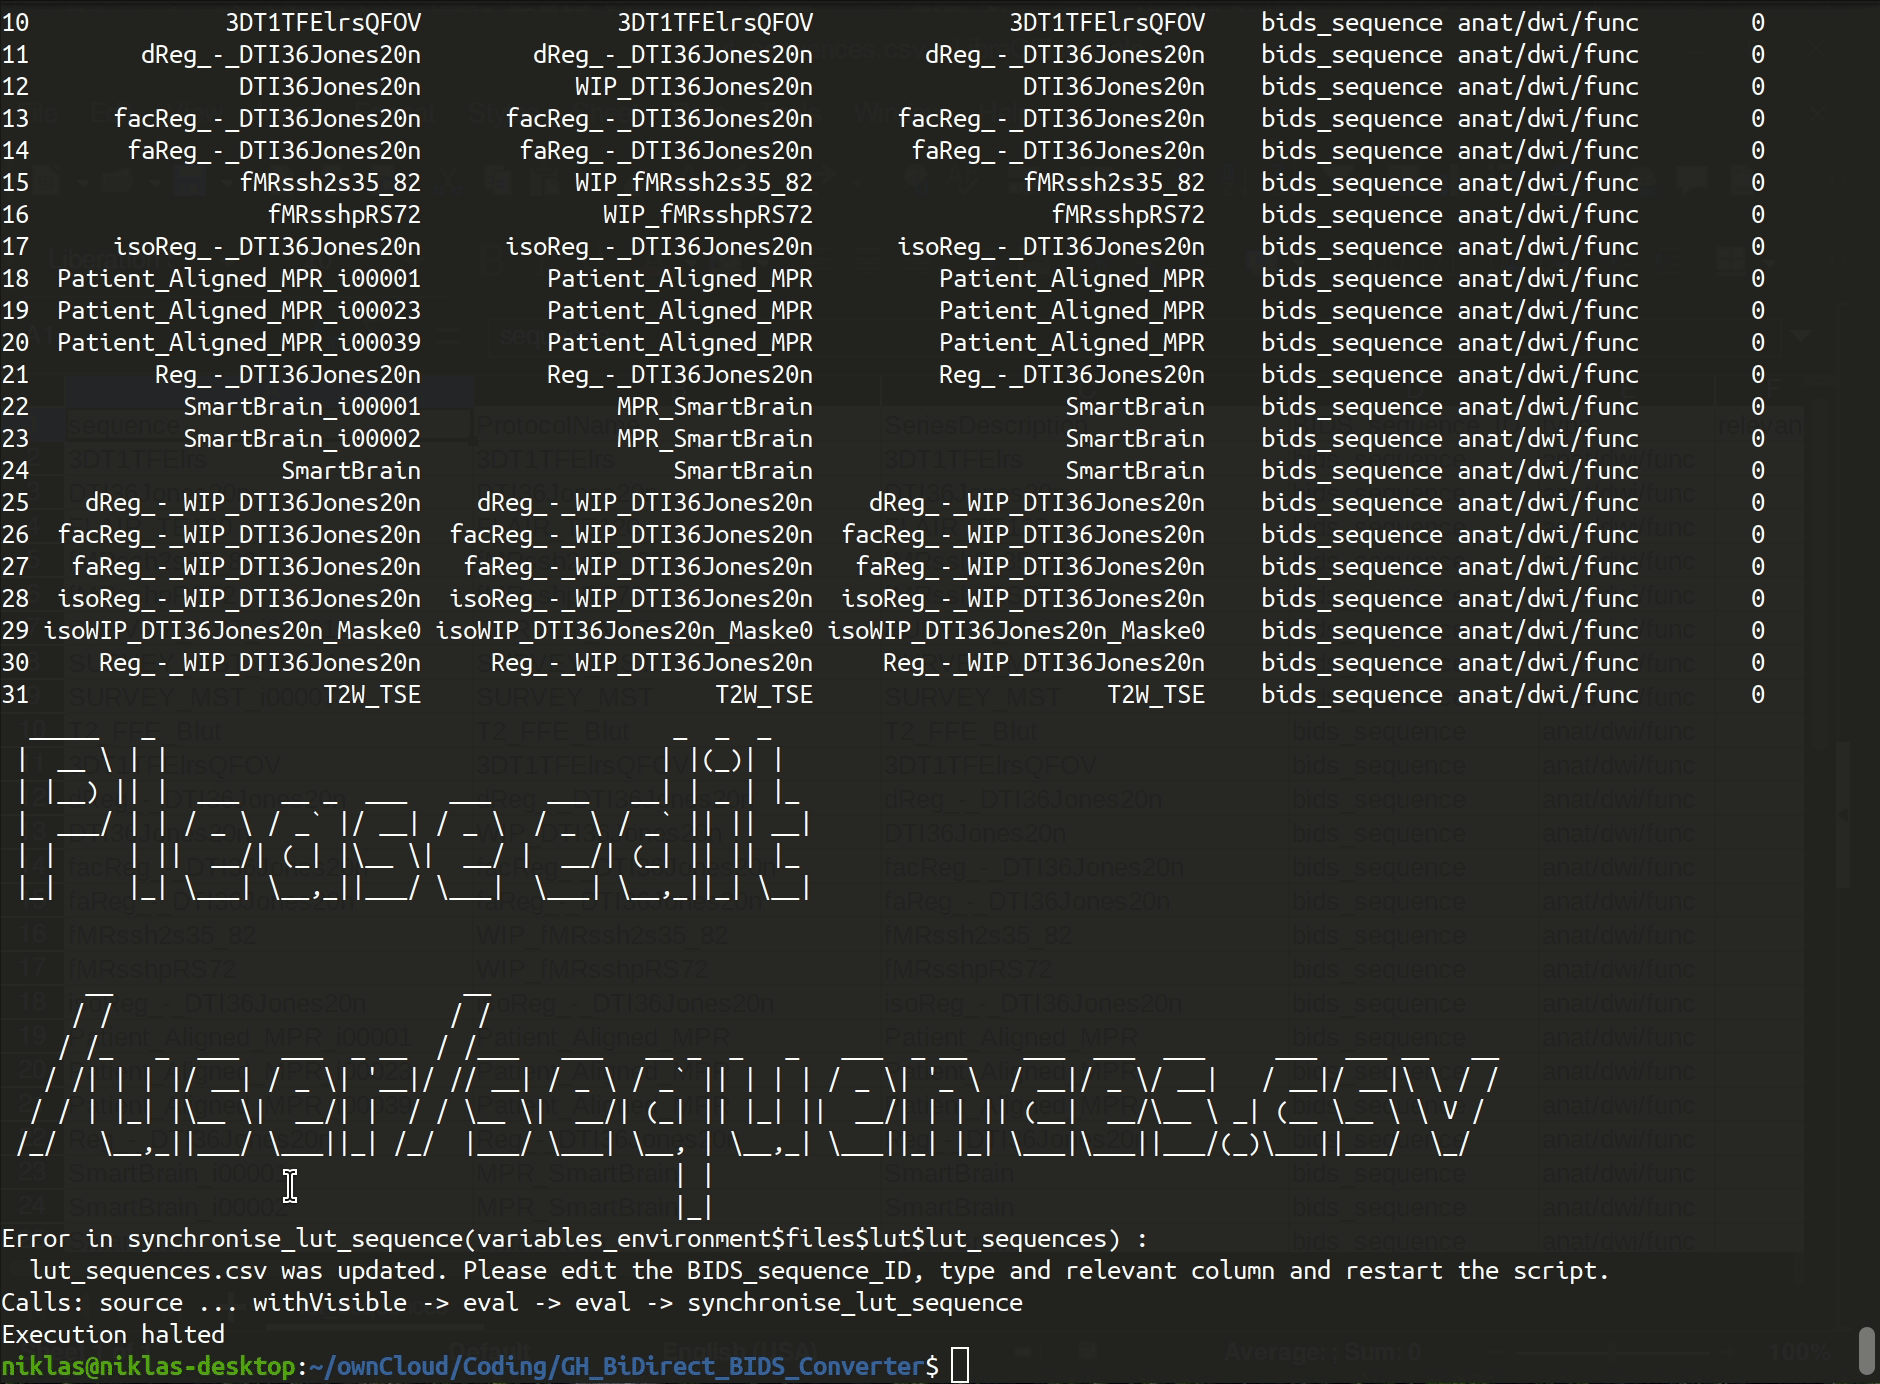 10 3DT1TFElrsQFOV 3DT1TFElrsQFOV 3DT1TFElrsQFOV bids_sequence anat/dwi/func 0
11 dReg_-_DTI36Jones20n dReg_-_DTI36Jones20n dReg_-_DTI36Jones20n bids_sequence anat/dwi/func 0
12 DTI36Jones20n WIP_DTI36Jones20n DTI36Jones20n bids_sequence anat/dwi/func 0
13 facReg_-_DTI36Jones20n facReg_-_DTI36Jones20n facReg_-_DTI36Jones20n bids_sequence anat/dwi/func 0
14 faReg_-_DTI36Jones20n faReg_-_DTI36Jones20n faReg_-_DTI36Jones20n bids_sequence anat/dwi/func 0
15 fMRssh2s35_82 WIP_fMRssh2s35_82 fMRssh2s35_82 bids_sequence anat/dwi/func 0
16 fMRsshpRS72 WIP_fMRsshpRS72 fMRsshpRS72 bids_sequence anat/dwi/func 0
17 isoReg_-_DTI36Jones20n isoReg_-_DTI36Jones20n isoReg_-_DTI36Jones20n bids_sequence anat/dwi/func 0
18 Patient_Aligned_MPR_i00001 Patient_Aligned_MPR Patient_Aligned_MPR bids_sequence anat/dwi/func 0
19 Patient_Aligned_MPR_i00023 Patient_Aligned_MPR Patient_Aligned_MPR bids_sequence anat/dwi/func 0
20 Patient_Aligned_MPR_i00039 Patient_Aligned_MPR Patient_Aligned_MPR bids_sequence anat/dwi/func 0
21 Reg_-_DTI36Jones20n Reg_-_DTI36Jones20n Reg_-_DTI36Jones20n bids_sequence anat/dwi/func 0
22 SmartBrain_i00001 MPR_SmartBrain SmartBrain bids_sequence anat/dwi/func 0
23 SmartBrain_i00002 MPR_SmartBrain SmartBrain bids_sequence anat/dwi/func 0
24 SmartBrain SmartBrain SmartBrain bids_sequence anat/dwi/func 0
25 dReg_-_WIP_DTI36Jones20n dReg_-_WIP_DTI36Jones20n dReg_-_WIP_DTI36Jones20n bids_sequence anat/dwi/func 0
26 facReg_-_WIP_DTI36Jones20n facReg_-_WIP_DTI36Jones20n facReg_-_WIP_DTI36Jones20n bids_sequence anat/dwi/func 0
27 faReg_-_WIP_DTI36Jones20n faReg_-_WIP_DTI36Jones20n faReg_-_WIP_DTI36Jones20n bids_sequence anat/dwi/func 0
28 isoReg_-_WIP_DTI36Jones20n isoReg_-_WIP_DTI36Jones20n isoReg_-_WIP_DTI36Jones20n bids_sequence anat/dwi/func 0
29 isoWIP_DTI36Jones20n_Maske0 isoWIP_DTI36Jones20n_Maske0 isoWIP_DTI36Jones20n_Maske0 bids_sequence anat/dwi/func 0
30 Reg_-_WIP_DTI36Jones20n Reg_-_WIP_DTI36Jones20n Reg_-_WIP_DTI36Jones20n bids_sequence anat/dwi/func 0
31 T2W_TSE T2W_TSE T2W_TSE bids_sequence anat/dwi/func 0
Please edit
/user/sequences.csv
Error in synchronise_lut_sequence(variables_environment$files$lut$lut_sequences) :
lut_sequences.csv was updated. Please edit the BIDS_sequence_ID, type and relevant column and restart the script.
Calls: source ... withVisible -> eval -> eval -> synchronise_lut_sequence
Execution halted
niklas@niklas-desktop:~/ownCloud/Coding/GH_BiDirect_BIDS_Converter$